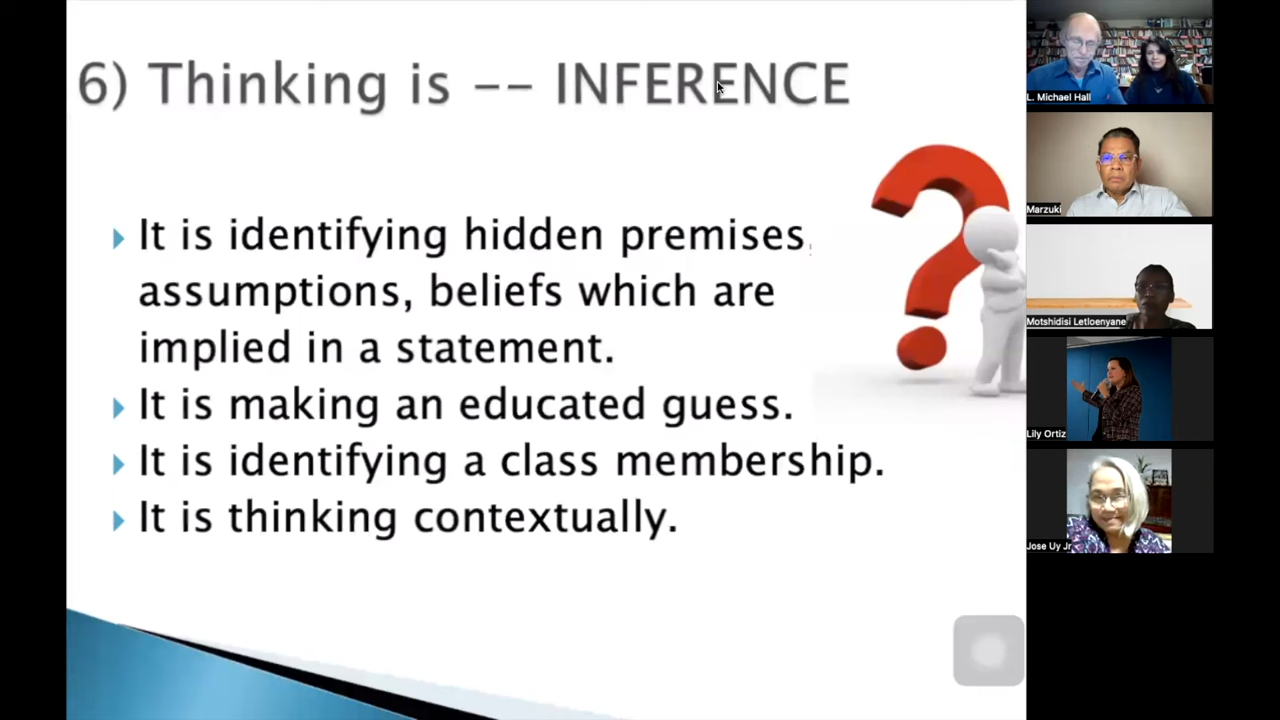 6) Thinking is -- INFERENCE
It is identifying hidden premises,
assumptions, beliefs which are
implied in a statement.
It is making an educated guess.
It is identifying a class membership.
It is thinking contextually.
L. Michael Hall
Marzuki
Motshidisi Letloenyane
Lily Ortiz
Jose Uy Jr